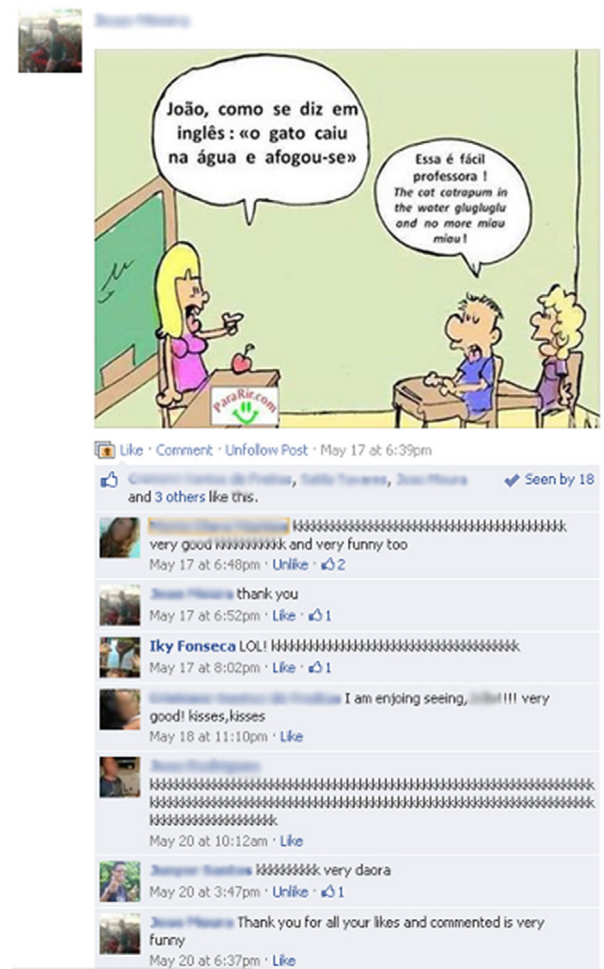 João, como se diz em
inglês : «o gato caiu
na água e afogou-se»
Essa é fácil
professora !
The cat catrapum in
the water glugluglu
and no more miau
miau !
ParaRir.com
Like · Comment · Unfollow Post · May 17 at 6:39pm
Seen by 18
and 3 others like this.
kkkkkkkkkkkkkkkkkkkkkkkkkkkkkkkkkkkkkkkkkk
very good kkkkkkkkkkk and very funny too
May 17 at 6:48pm · Unlike · 2
thank you
May 17 at 6:52pm · Like · 1
Iky Fonseca LOL! kkkkkkkkkkkkkkkkkkkkkkkkkkkkkkkkkkkkkk
May 17 at 8:02pm · Like · 1
I am enjoing seeing, !!!! very
good! kisses,kisses
May 18 at 11:10pm · Like
kkkkkkkkkkkkkkkkkkkkkkkkkkkkkkkkkkkkkkkkkkkkkkkkkkkkkkkkkkkkkkkkkkkk
kkkkkkkkkkkkkkkkkkkkkkkkkkkkkkkkkkkkkkkkkkkkkkkkkkkkkkkkkkkkkkkkkkkk
kkkkkkkkkkkkkkkkkkkk
May 20 at 10:12am · Like
kkkkkkkkkk very daora
May 20 at 3:47pm · Unlike · 1
Thank you for all your likes and commented is very
funny
May 20 at 6:37pm · Like